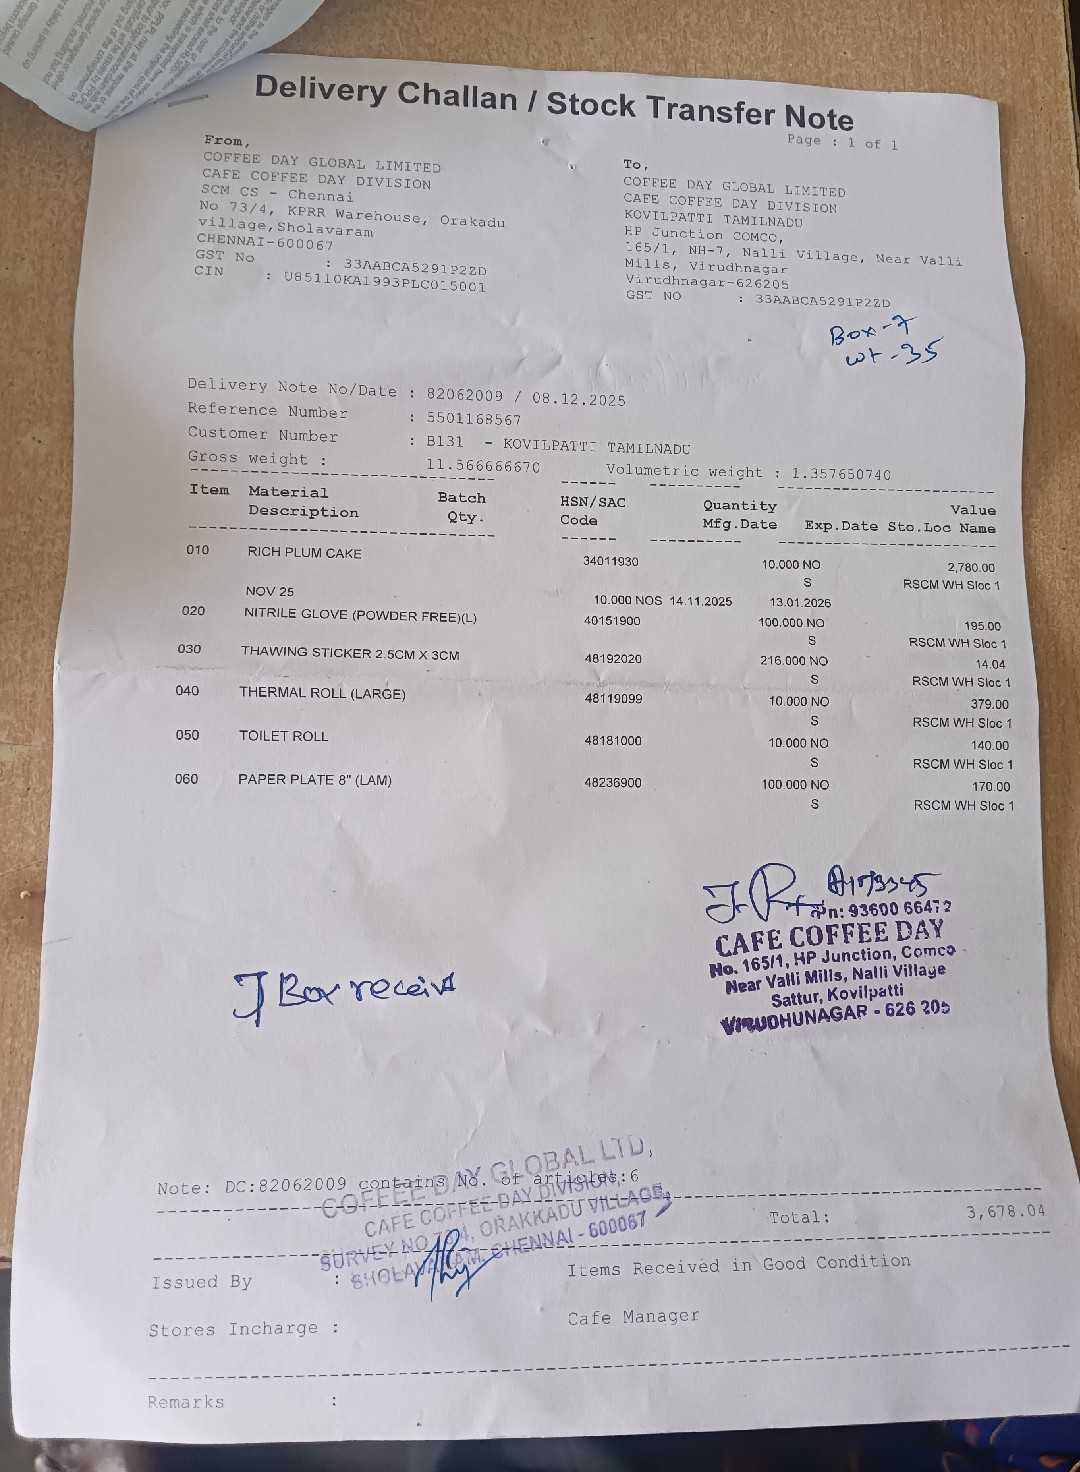 Delivery Challan / Stock Transfer Note
Page : 1 of 1
From,
COFFEE DAY GLOBAL LIMITED
CAFE COFFEE DAY DIVISION
SCM CS - Chennai
No 73/4, KPRR Warehouse, Orakadu
village,Sholavaram
CHENNAI-600067
GST No : 33AABCA5291P2ZD
CIN : U85110KA1993PLC015001
To,
COFFEE DAY GLOBAL LIMITED
CAFE COFFEE DAY DIVISION
KOVILPATTI TAMILNADU
HP Junction COMCO,
165/1, NH-7, Nalli Village, Near Valli
Mills, Virudhnagar
Virudhnagar-626205
GST NO : 33AABCA5291P2ZD
Box-7
wt-35
Delivery Note No/Date : 82062009 / 08.12.2025
Reference Number : 5501168567
Customer Number : B131 - KOVILPATTI TAMILNADU
Gross weight : 11.56666670 Volumetric weight : 1.357650740
Item Material Batch HSN/SAC Quantity Value
Description Qty. Code Mfg.Date Exp.Date Sto.Loc Name
010 RICH PLUM CAKE 34011930 10.000 NO 2,780.00
S RSCM WH Sloc 1
NOV 25 10.000 NOS 14.11.2025 13.01.2026
020 NITRILE GLOVE (POWDER FREE)(L) 40151900 100.000 NO 195.00
S RSCM WH Sloc 1
030 THAWING STICKER 2.5CM X 3CM 48192020 216.000 NO 14.04
S RSCM WH Sloc 1
040 THERMAL ROLL (LARGE) 48119099 10.000 NO 379.00
S RSCM WH Sloc 1
050 TOILET ROLL 48181000 10.000 NO 140.00
S RSCM WH Sloc 1
060 PAPER PLATE 8" (LAM) 48236900 100.000 NO 170.00
S RSCM WH Sloc 1
Pn: 93600 66472
CAFE COFFEE DAY
No. 165/1, HP Junction, Comco
Near Valli Mills, Nalli Village
Sattur, Kovilpatti
VIRUDHUNAGAR - 626 205
Box receive
Note: DC:82062009 contains No. of articles:6
COFFEE DAY GLOBAL LTD,
CAFE COFFEE DAY DIVISION,
SURVEY NO 73/4, ORAKKADU VILLAGE,
SHOLAVARAM, CHENNAI - 600067
Total: 3,678.04
Issued By : Items Received in Good Condition
Stores Incharge : Cafe Manager
Remarks :